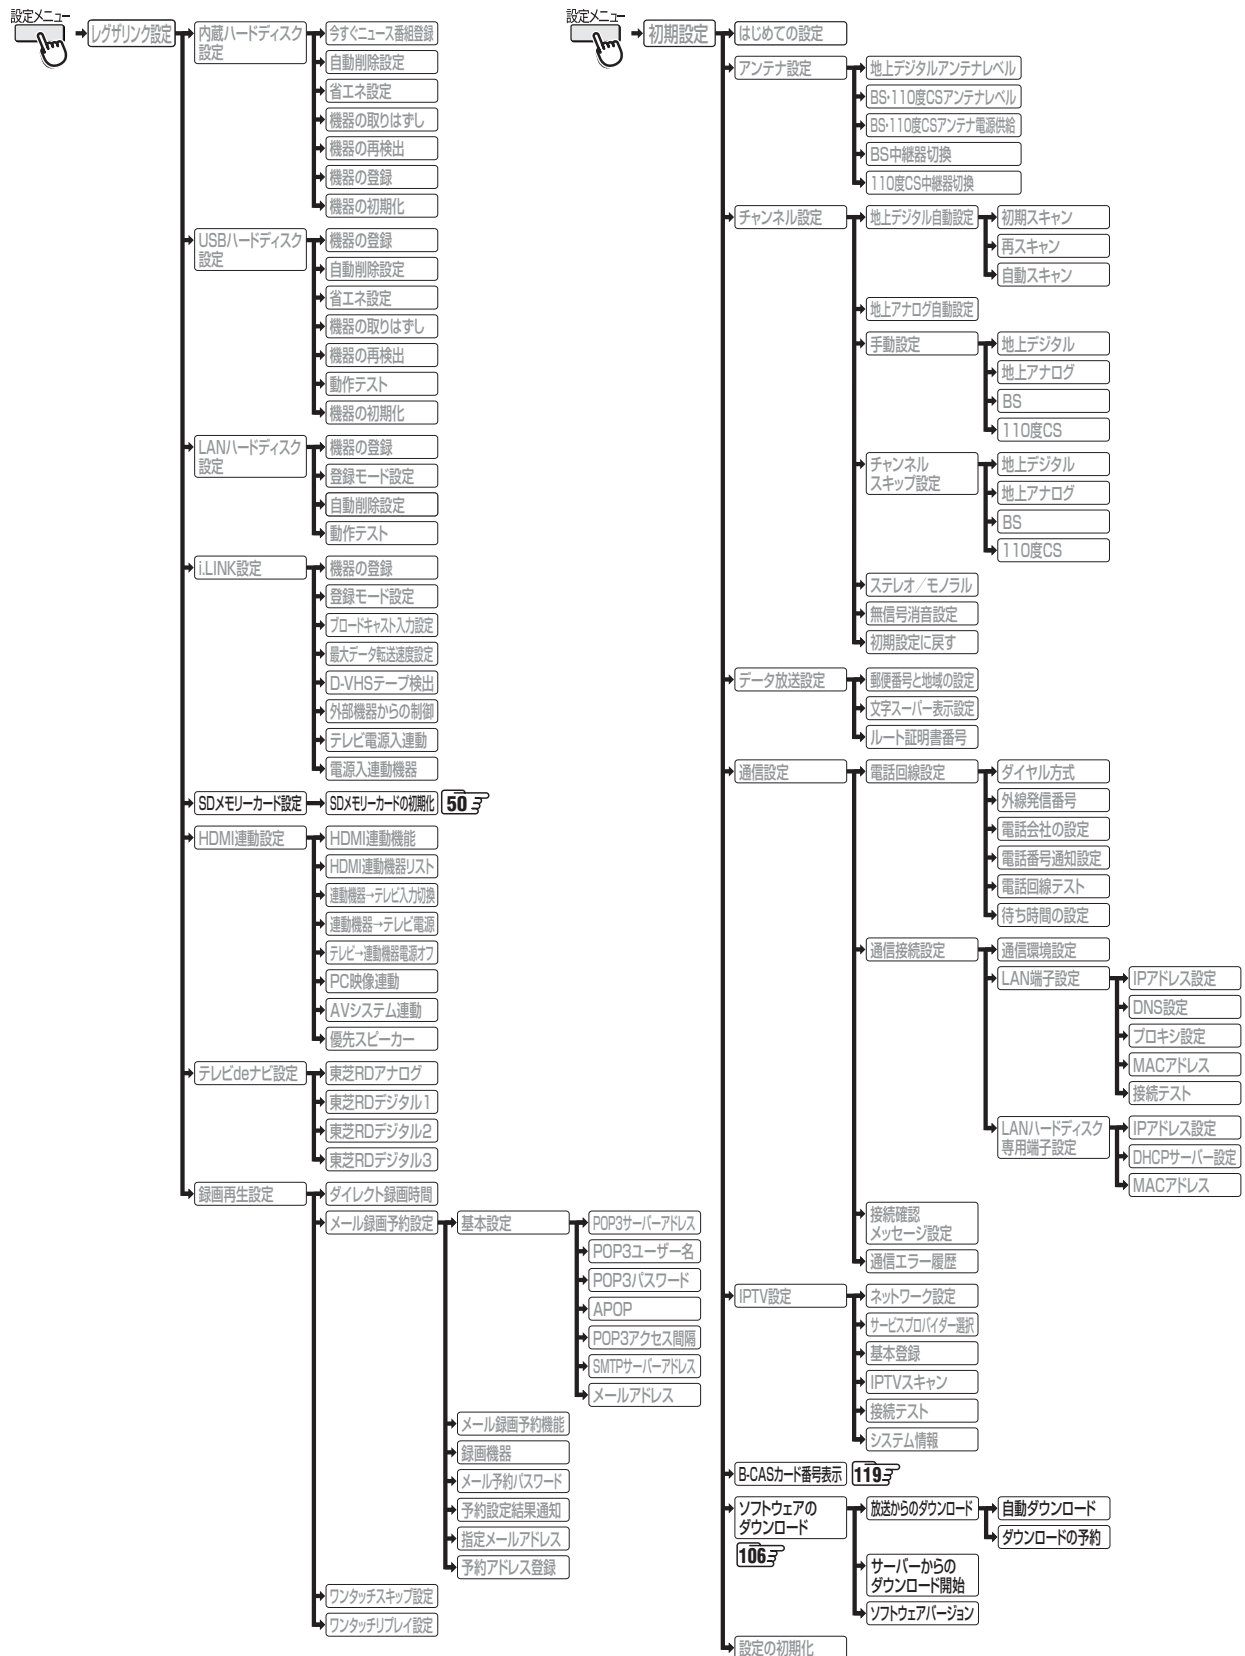 設定メニュー
レグザリンク設定
内蔵ハードディスク
設定
今すぐニュース番組登録
自動削除設定
省エネ設定
機器の取りはずし
機器の再検出
機器の登録
機器の初期化
USBハードディスク
設定
機器の登録
自動削除設定
省エネ設定
機器の取りはずし
機器の再検出
動作テスト
機器の初期化
LANハードディスク
設定
機器の登録
登録モード設定
自動削除設定
動作テスト
i.LINK設定
機器の登録
登録モード設定
ブロードキャスト入力設定
最大データ転送速度設定
D-VHSテープ検出
外部機器からの制御
テレビ電源入連動
電源入連動機器
SDメモリーカード設定
SDメモリーカードの初期化 50
HDMI連動設定
HDMI連動機能
HDMI連動機器リスト
連動機器→テレビ入力切換
連動機器→テレビ電源
テレビ→連動機器電源オフ
PC映像連動
AVシステム連動
優先スピーカー
テレビdeナビ設定
東芝RDアナログ
東芝RDデジタル1
東芝RDデジタル2
東芝RDデジタル3
録画再生設定
ダイレクト録画時間
メール録画予約設定
基本設定
POP3サーバーアドレス
POP3ユーザー名
POP3パスワード
APOP
POP3アクセス間隔
SMTPサーバーアドレス
メールアドレス
メール録画予約機能
録画機器
メール予約パスワード
予約設定結果通知
指定メールアドレス
予約アドレス登録
ワンタッチスキップ設定
ワンタッチリプレイ設定
設定メニュー
初期設定
はじめての設定
アンテナ設定
地上デジタルアンテナレベル
BS・110度CSアンテナレベル
BS・110度CSアンテナ電源供給
BS中継器切換
110度CS中継器切換
チャンネル設定
地上デジタル自動設定
初期スキャン
再スキャン
自動スキャン
地上アナログ自動設定
手動設定
地上デジタル
地上アナログ
BS
110度CS
チャンネル
スキップ設定
地上デジタル
地上アナログ
BS
110度CS
ステレオ／モノラル
無信号消音設定
初期設定に戻す
データ放送設定
郵便番号と地域の設定
文字スーパー表示設定
ルート証明書番号
通信設定
電話回線設定
ダイヤル方式
外線発信番号
電話会社の設定
電話番号通知設定
電話回線テスト
待ち時間の設定
通信接続設定
通信環境設定
LAN端子設定
IPアドレス設定
DNS設定
プロキシ設定
MACアドレス
接続テスト
LANハードディスク
専用端子設定
IPアドレス設定
DHCPサーバー設定
MACアドレス
接続確認
メッセージ設定
通信エラー履歴
IPTV設定
ネットワーク設定
サービスプロバイダー選択
基本登録
IPTVスキャン
接続テスト
システム情報
B-CASカード番号表示 119
ソフトウェアの
ダウンロード
106
放送からのダウンロード
自動ダウンロード
ダウンロードの予約
サーバーからの
ダウンロード開始
ソフトウェアバージョン
設定の初期化